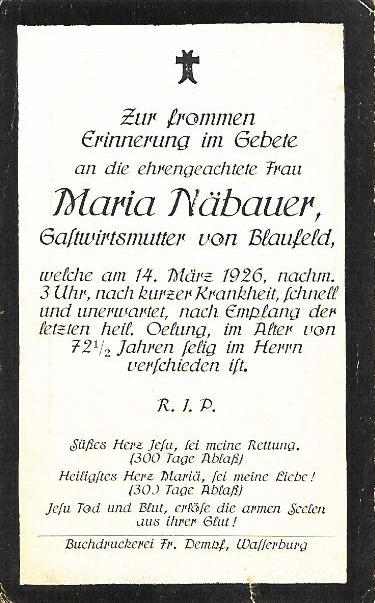 Zur frommen
Erinnerung im Gebete
an die ehrengeachtete Frau
Maria Näbauer,
Gaſtwirtsmutter von Blaufeld,
welche am 14. März 1926, nachm.
3 Uhr, nach kurzer Krankheit, ſchnell
und unerwartet, nach Empfang der
letzten heil. Oelung, im Alter von
72½ Jahren ſelig im Herrn
verſchieden iſt.
R. I. P.
Süßes Herz Jeſu, ſei meine Rettung.
(300 Tage Ablaß)
Heiligſtes Herz Mariä, ſei meine Liebe!
(300 Tage Ablaß)
Jeſu Tod und Blut, erlöſe die armen Seelen
aus ihrer Glut!
Buchdruckerei Fr. Dempf, Waſſerburg